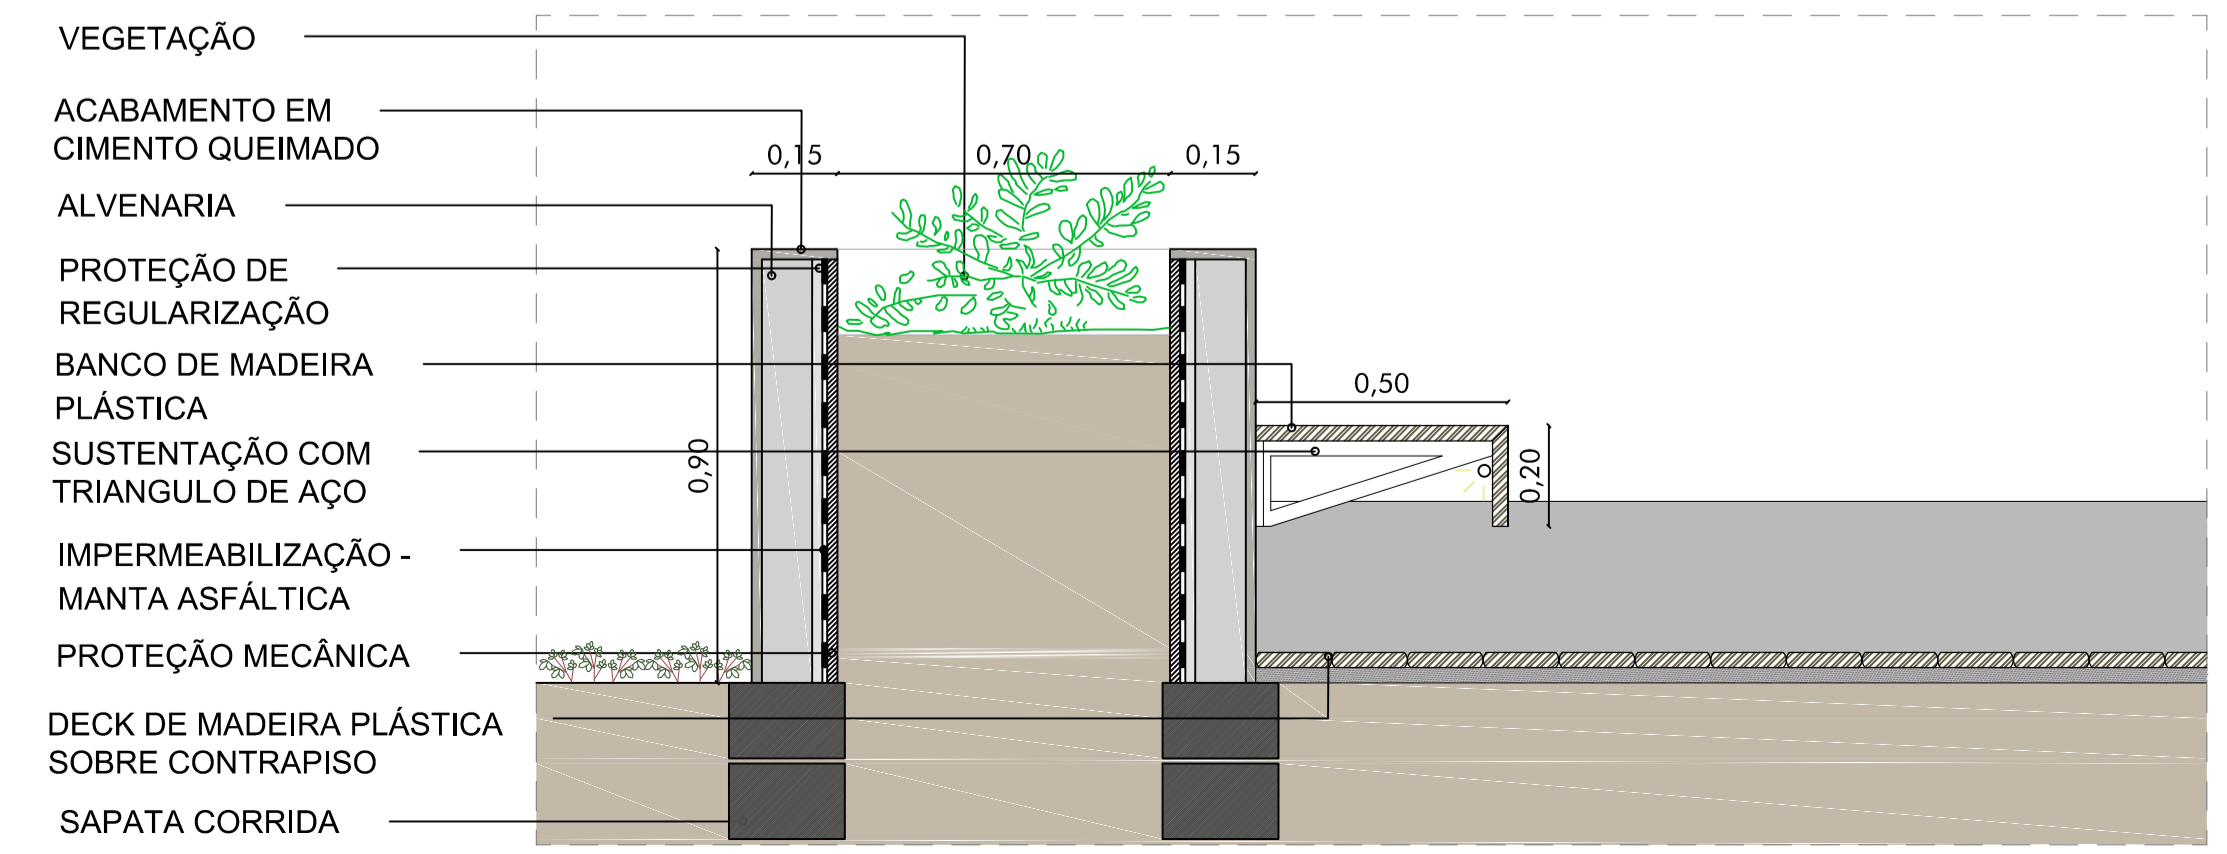 VEGETAÇÃO
ACABAMENTO EM
CIMENTO QUEIMADO
ALVENARIA
PROTEÇÃO DE
REGULARIZAÇÃO
BANCO DE MADEIRA
PLÁSTICA
SUSTENTAÇÃO COM
TRIANGULO DE AÇO
IMPERMEABILIZAÇÃO -
MANTA ASFÁLTICA
PROTEÇÃO MECÂNICA
DECK DE MADEIRA PLÁSTICA
SOBRE CONTRAPISO
SAPATA CORRIDA
0,15
0,70
0,15
0,90
0,50
0,20